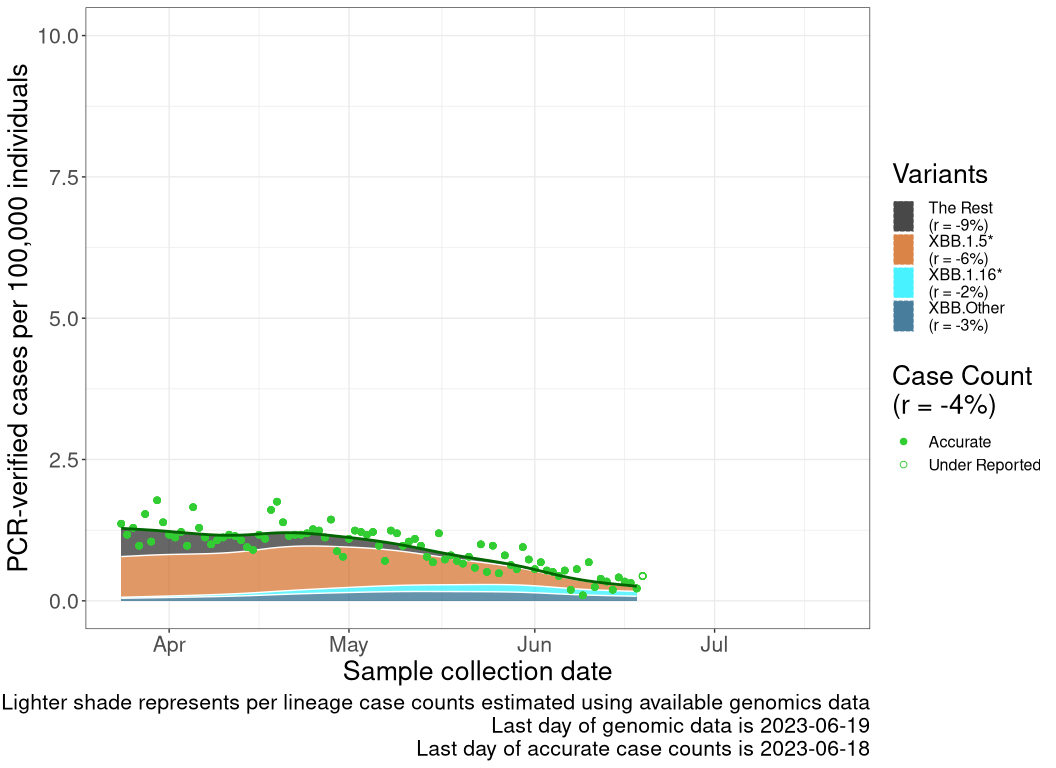 PCR-verified cases per 100,000 individuals
10.0
7.5
5.0
2.5
0.0
Apr
May
Jun
Jul
Sample collection date
Variants
The Rest
(r = -9%)
XBB.1.5*
(r = -6%)
XBB.1.16*
(r = -2%)
XBB.Other
(r = -3%)
Case Count
(r = -4%)
Accurate
Under Reported
Lighter shade represents per lineage case counts estimated using available genomics data
Last day of genomic data is 2023-06-19
Last day of accurate case counts is 2023-06-18